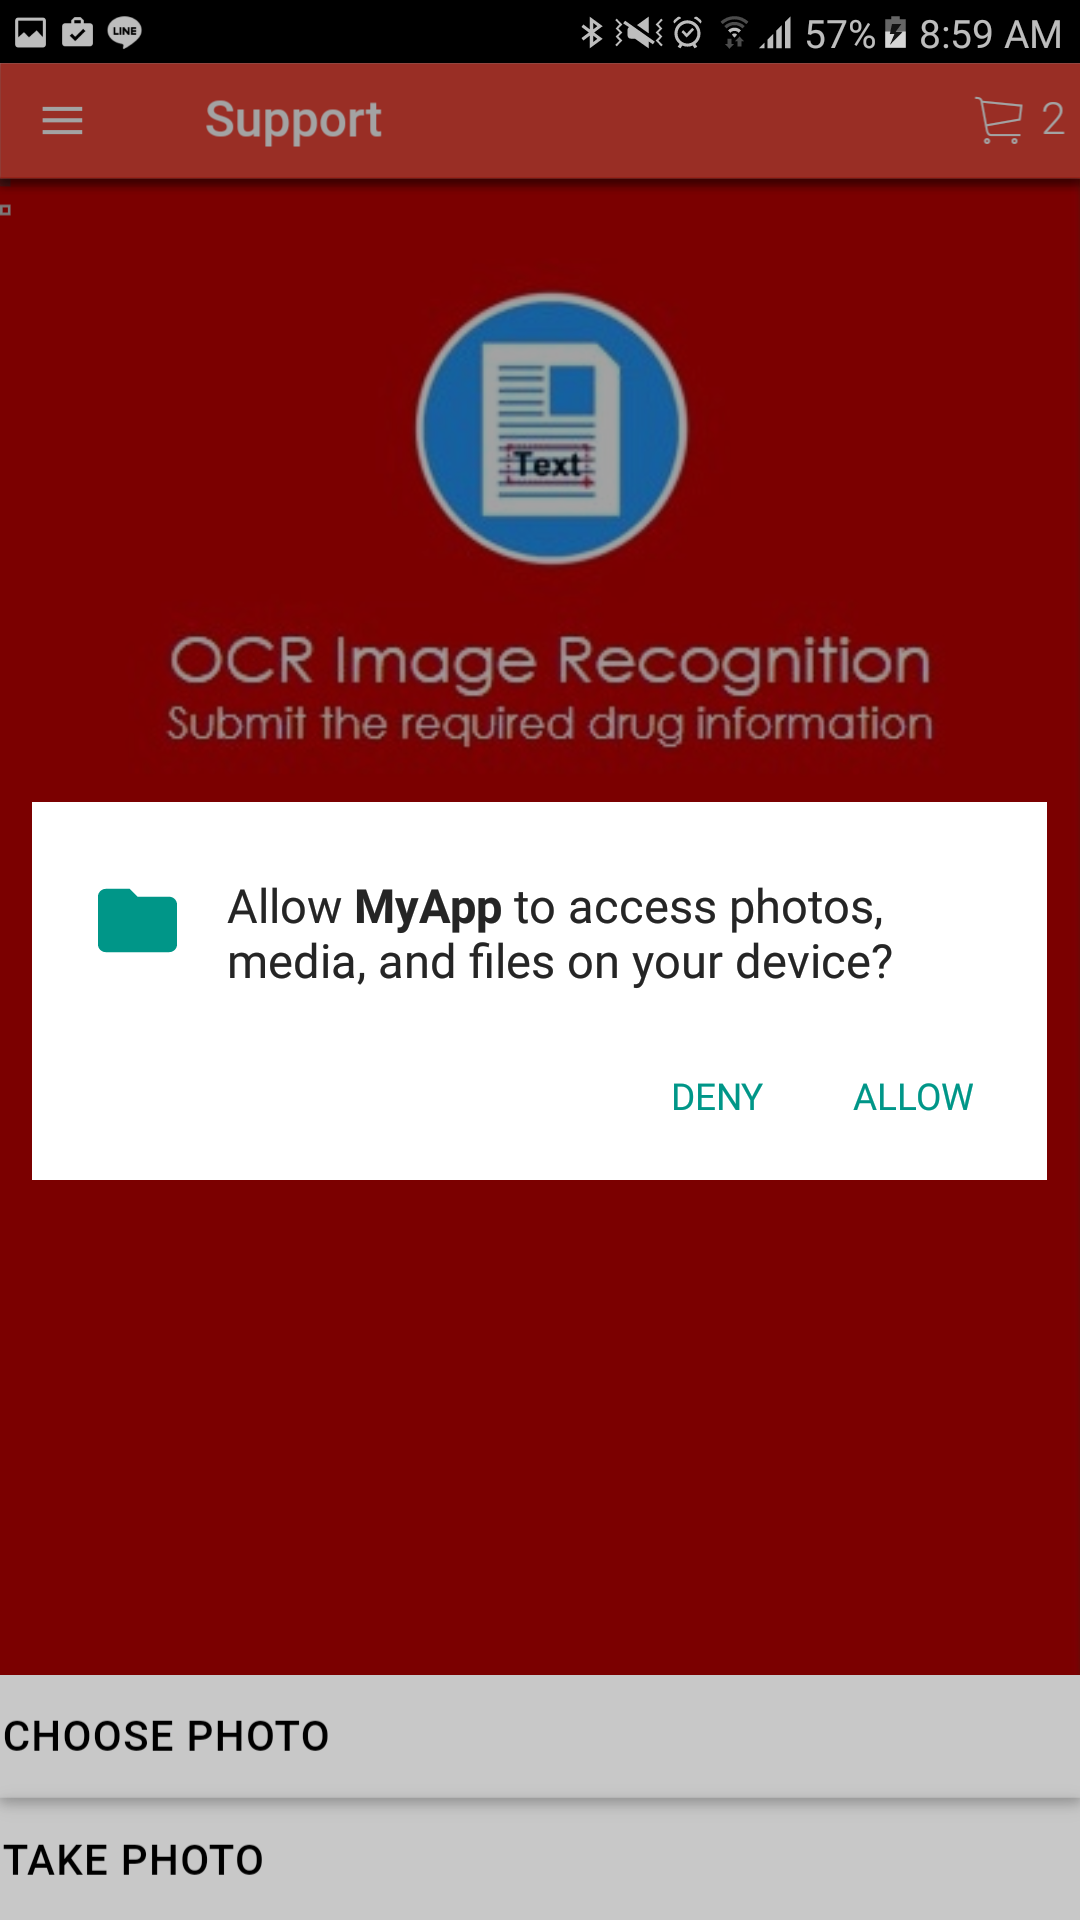 LINE
57% 8:59 AM
Support
2
Text
OCR Image Recognition
Submit the required drug information
Allow MyApp to access photos,
media, and files on your device?
DENY ALLOW
CHOOSE PHOTO
TAKE PHOTO